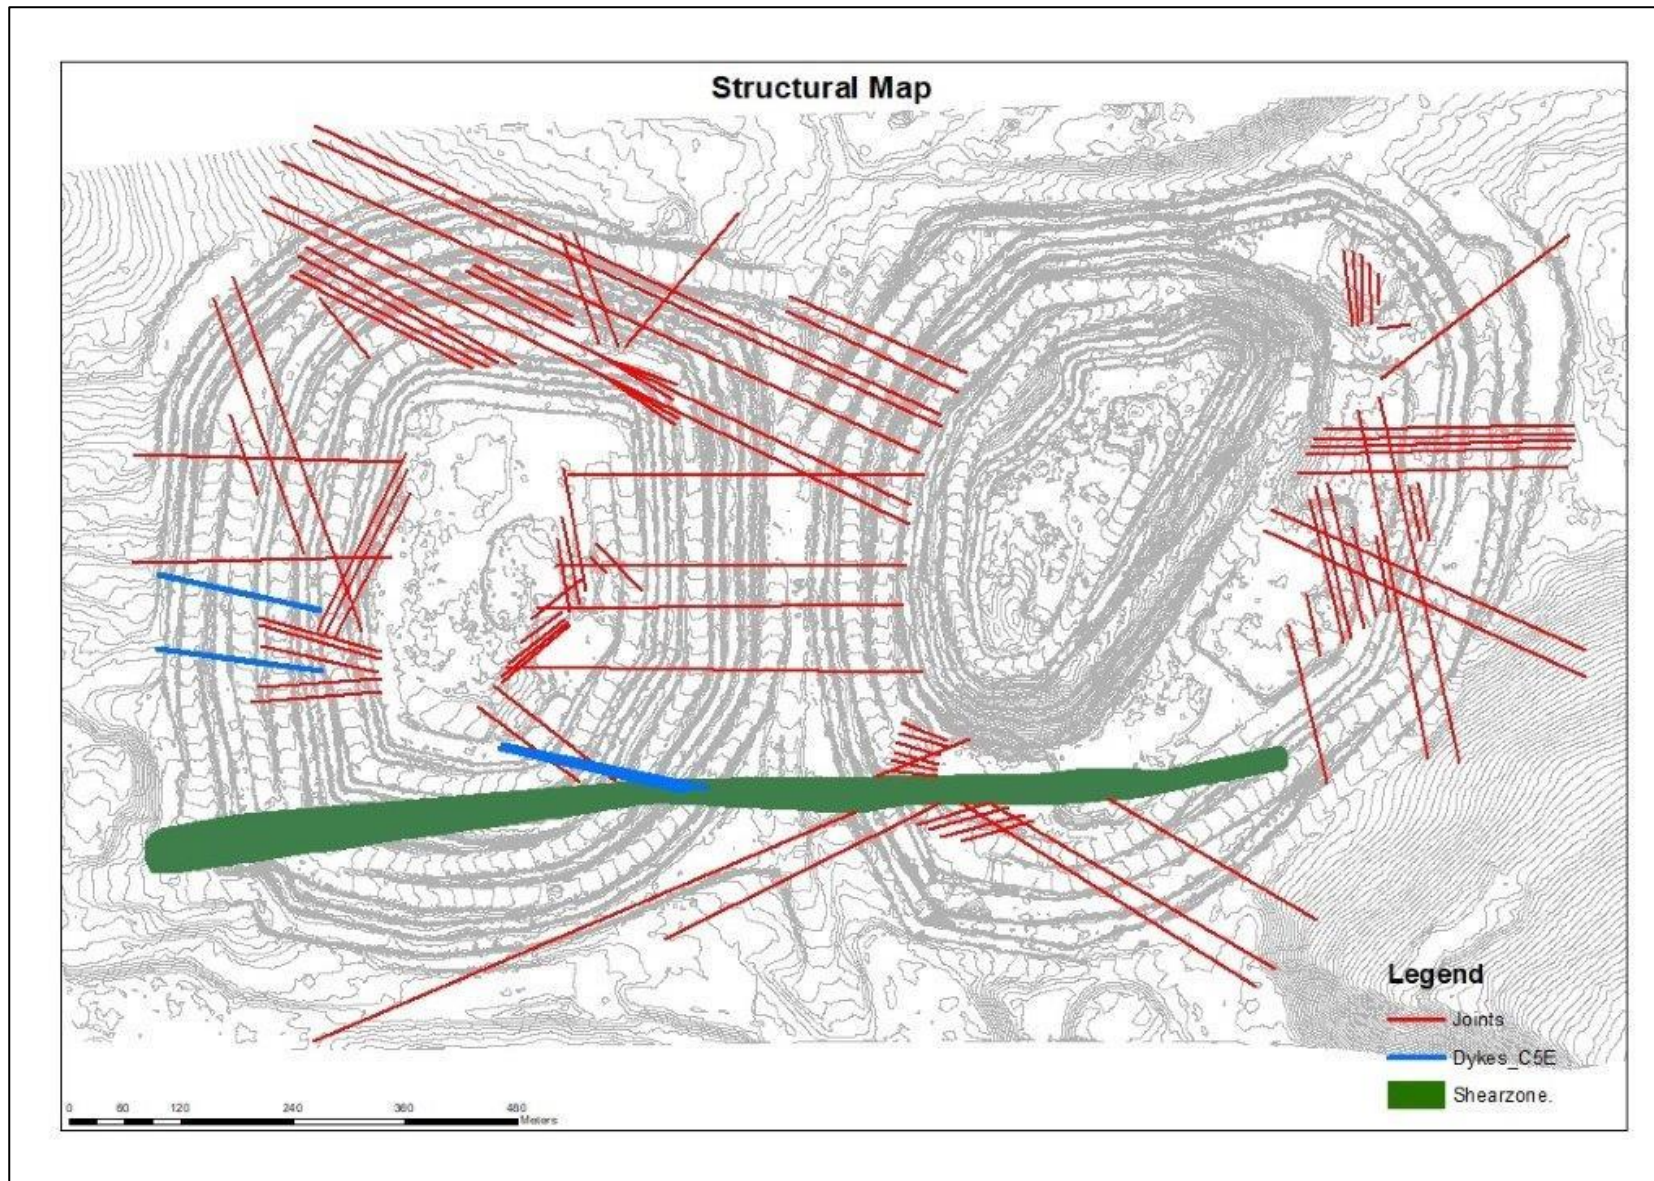 Structural Map
Legend
Joints
Dykes_C5E
Shearzone.
0 60 120 240 360 480
Meters